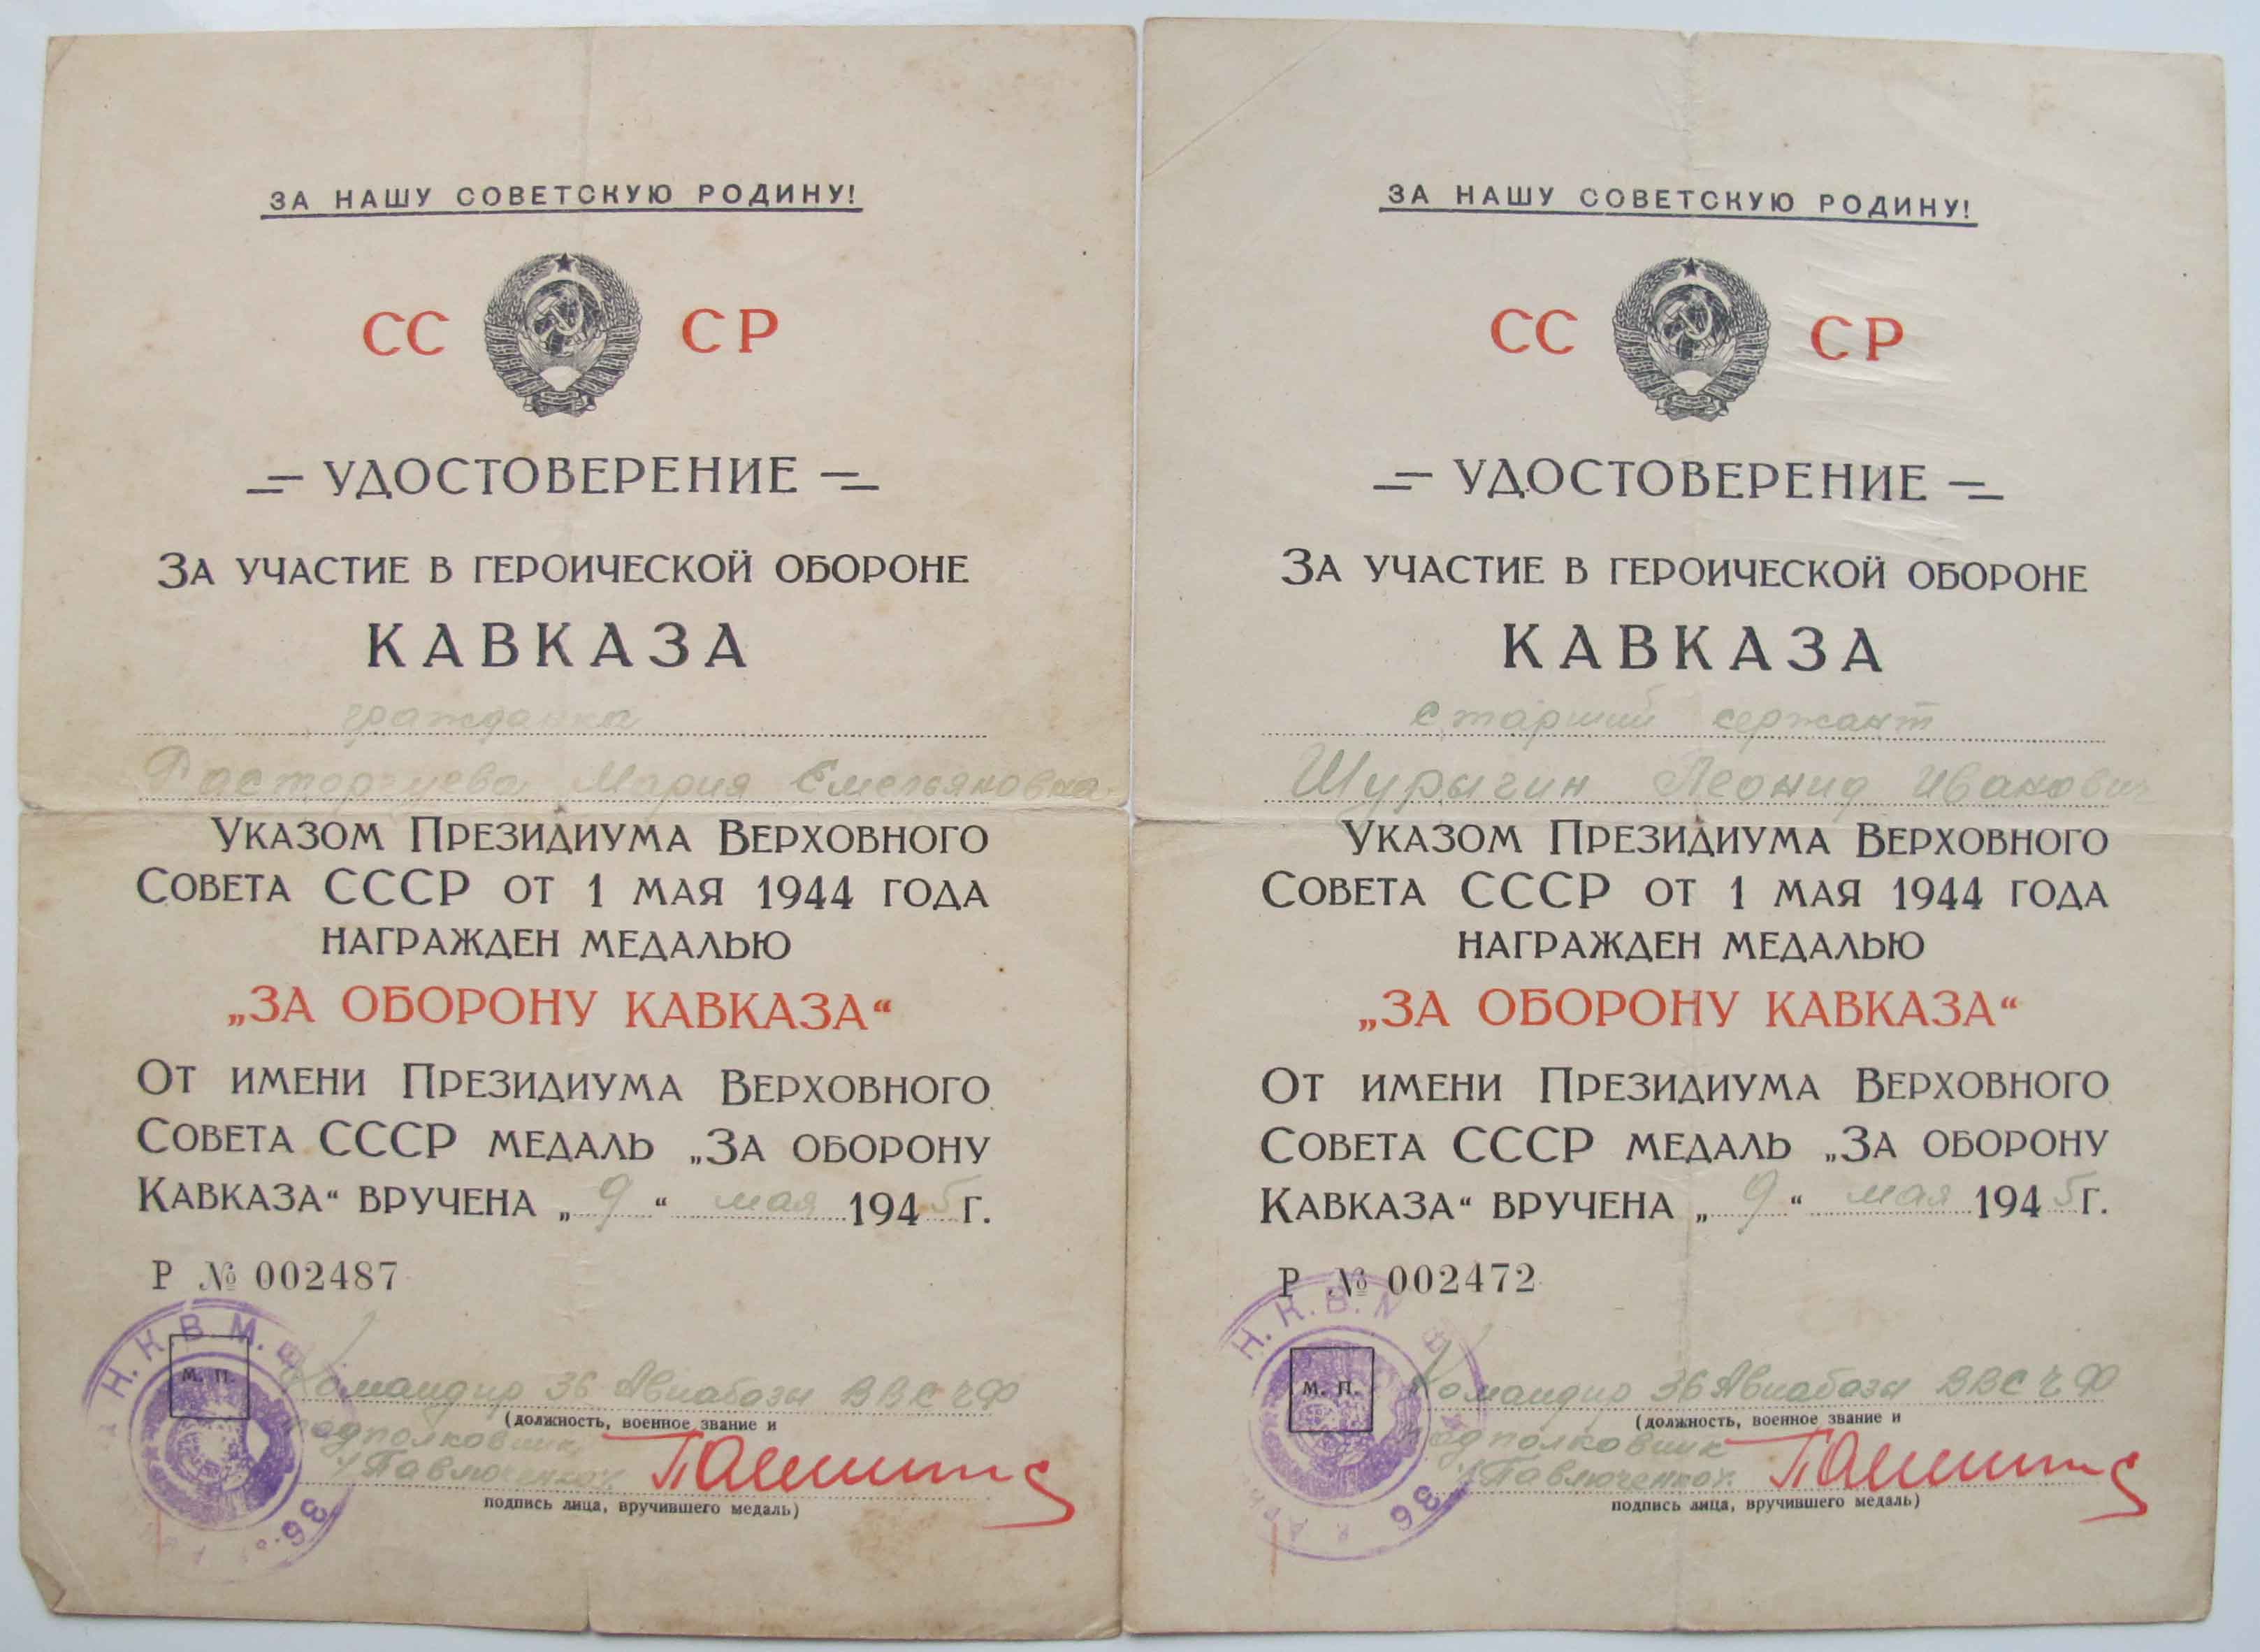 ЗА НАШУ СОВЕТСКУЮ РОДИНУ!
СС СР
УДОСТОВЕРЕНИЕ
ЗА УЧАСТИЕ В ГЕРОИЧЕСКОЙ ОБОРОНЕ
КАВКАЗА
гражданка
Расторгуева Мария Емельяновна
УКАЗОМ ПРЕЗИДИУМА ВЕРХОВНОГО
СОВЕТА СССР ОТ 1 МАЯ 1944 ГОДА
НАГРАЖДЕН МЕДАЛЬЮ
„ЗА ОБОРОНУ КАВКАЗА“
ОТ ИМЕНИ ПРЕЗИДИУМА ВЕРХОВНОГО
СОВЕТА СССР МЕДАЛЬ „ЗА ОБОРОНУ
КАВКАЗА“ ВРУЧЕНА „9“ мая 1945 Г.
Р № 002487
Н.К.В.М.Ф.
М. П.
Командир 36 Авиабазы ВВС ЧФ
(должность, военное звание и
подполковник
/Павлюченко/
подпись лица, вручившего медаль)
36
ЗА НАШУ СОВЕТСКУЮ РОДИНУ!
СС СР
УДОСТОВЕРЕНИЕ
ЗА УЧАСТИЕ В ГЕРОИЧЕСКОЙ ОБОРОНЕ
КАВКАЗА
старший сержант
Шурыгин Леонид Иванович
УКАЗОМ ПРЕЗИДИУМА ВЕРХОВНОГО
СОВЕТА СССР ОТ 1 МАЯ 1944 ГОДА
НАГРАЖДЕН МЕДАЛЬЮ
„ЗА ОБОРОНУ КАВКАЗА“
ОТ ИМЕНИ ПРЕЗИДИУМА ВЕРХОВНОГО
СОВЕТА СССР МЕДАЛЬ „ЗА ОБОРОНУ
КАВКАЗА“ ВРУЧЕНА „9“ мая 1945 Г.
Р № 002472
Н.К.В.М.Ф.
М. П.
Командир 36 Авиабазы ВВС ЧФ
(должность, военное звание и
подполковник
/Павлюченко/
подпись лица, вручившего медаль)
36